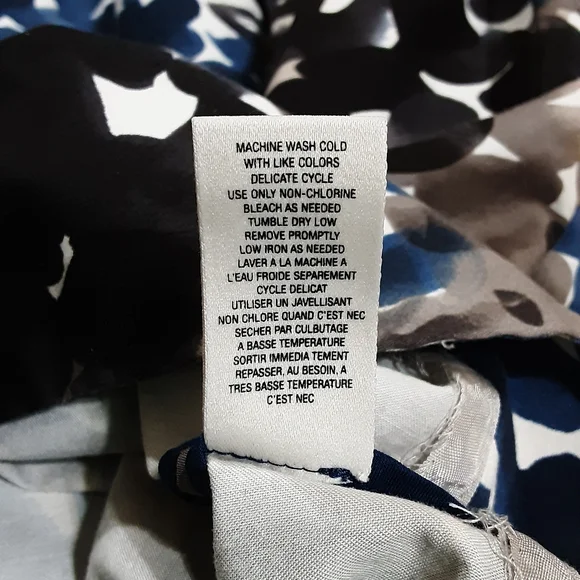 MACHINE WASH COLD
WITH LIKE COLORS
DELICATE CYCLE
USE ONLY NON-CHLORINE
BLEACH AS NEEDED
TUMBLE DRY LOW
REMOVE PROMPTLY
LOW IRON AS NEEDED
LAVER A LA MACHINE A
L'EAU FROIDE SEPAREMENT
CYCLE DELICAT
UTILISER UN JAVELLISANT
NON CHLORE QUAND C'EST NEC
SECHER PAR CULBUTAGE
A BASSE TEMPERATURE
SORTIR IMMEDIA TEMENT
REPASSER, AU BESOIN, A
TRES BASSE TEMPERATURE
C'EST NEC